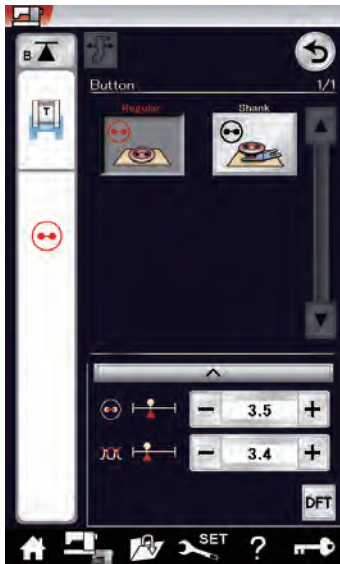 B
T
Button 1/1
Regular Shank
3.5
3.4
DFT
SET
?